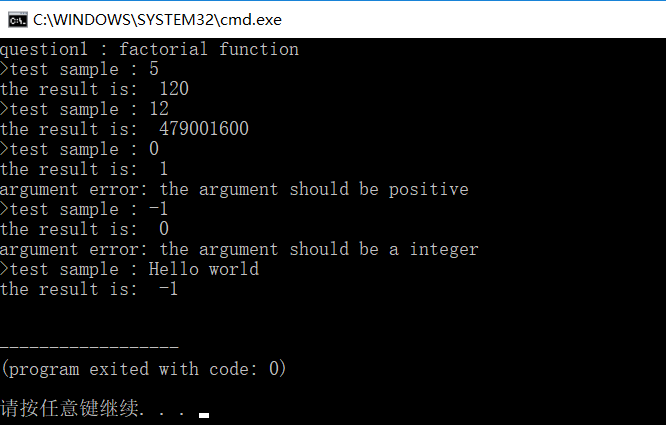 C:\WINDOWS\SYSTEM32\cmd.exe
question1 : factorial function
>test sample : 5
the result is:  120
>test sample : 12
the result is:  479001600
>test sample : 0
the result is:  1
argument error: the argument should be positive
>test sample : -1
the result is:  0
argument error: the argument should be a integer
>test sample : Hello world
the result is:  -1
------------------
(program exited with code: 0)
请按任意键继续. . .